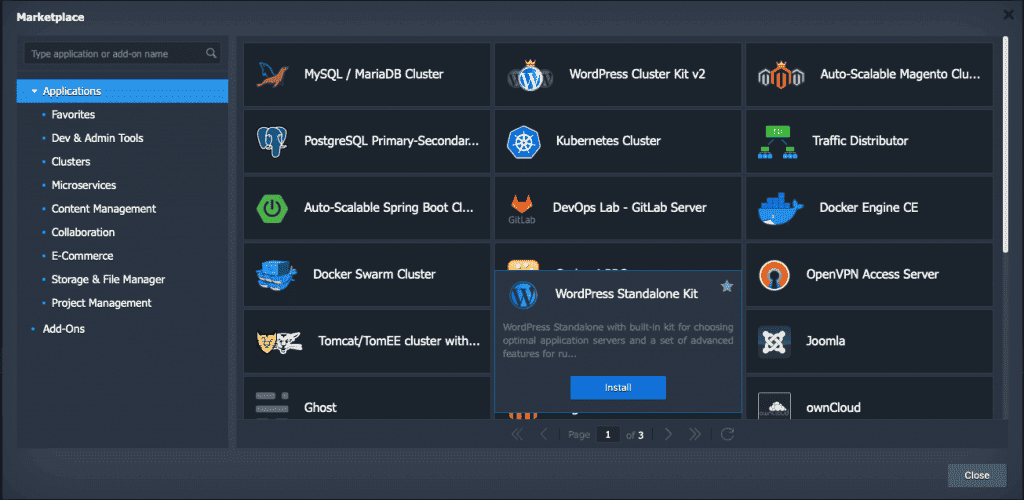 Marketplace
Type application or add-on name
Applications
Favorites
Dev & Admin Tools
Clusters
Microservices
Content Management
Collaboration
E-Commerce
Storage & File Manager
Project Management
Add-Ons
MySQL / MariaDB Cluster
WordPress Cluster Kit v2
Auto-Scalable Magento Clu...
PostgreSQL Primary-Secondar...
Kubernetes Cluster
Traffic Distributor
Auto-Scalable Spring Boot Cl...
GitLab
DevOps Lab - GitLab Server
Docker Engine CE
Docker Swarm Cluster
OpenVPN Access Server
WordPress Standalone Kit
WordPress Standalone with built-in kit for choosing
optimal application servers and a set of advanced
features for ru...
Install
Tomcat/TomEE cluster with...
Joomla
Ghost
ownCloud
ownCloud
Page 1 of 3
Close